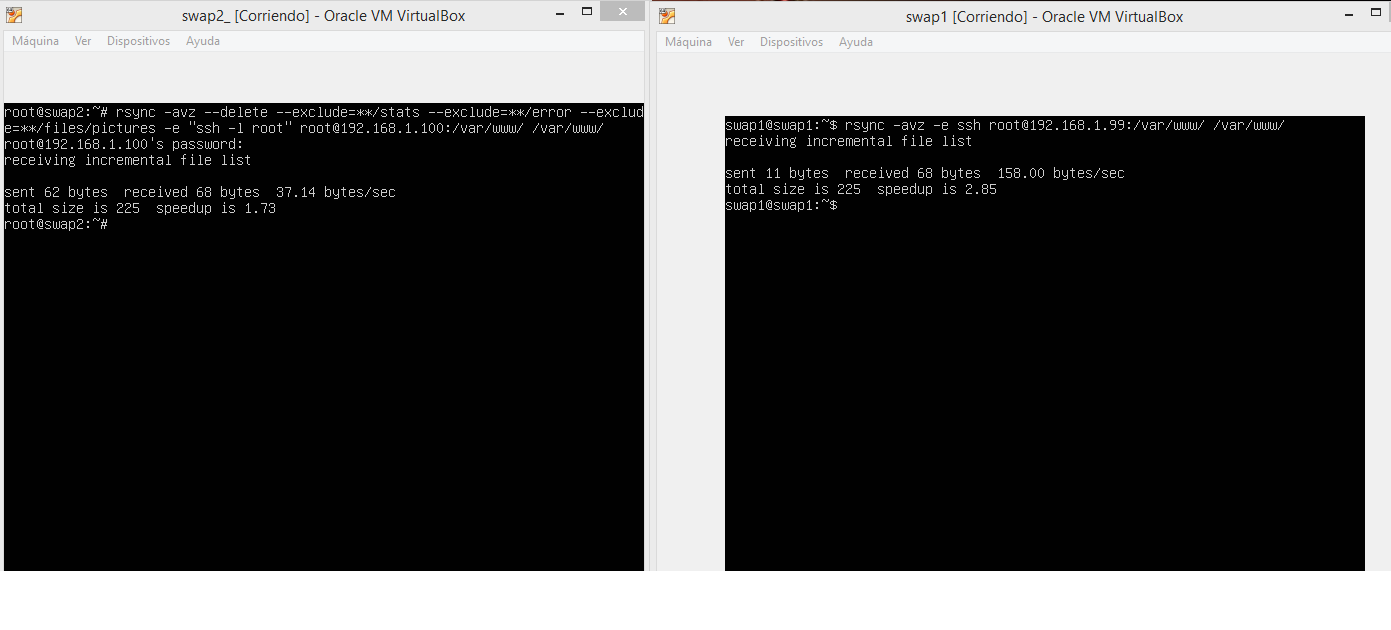 swap2_ [Corriendo] - Oracle VM VirtualBox
Máquina Ver Dispositivos Ayuda
root@swap2:~# rsync -avz --delete --exclude=**/stats --exclude=**/error --exclud
e=**/files/pictures -e "ssh -l root" root@192.168.1.100:/var/www/ /var/www/
root@192.168.1.100's password:
receiving incremental file list
sent 62 bytes  received 68 bytes  37.14 bytes/sec
total size is 225  speedup is 1.73
root@swap2:~#
swap1 [Corriendo] - Oracle VM VirtualBox
Máquina Ver Dispositivos Ayuda
swap1@swap1:~$ rsync -avz -e ssh root@192.168.1.99:/var/www/ /var/www/
receiving incremental file list
sent 11 bytes  received 68 bytes  158.00 bytes/sec
total size is 225  speedup is 2.85
swap1@swap1:~$